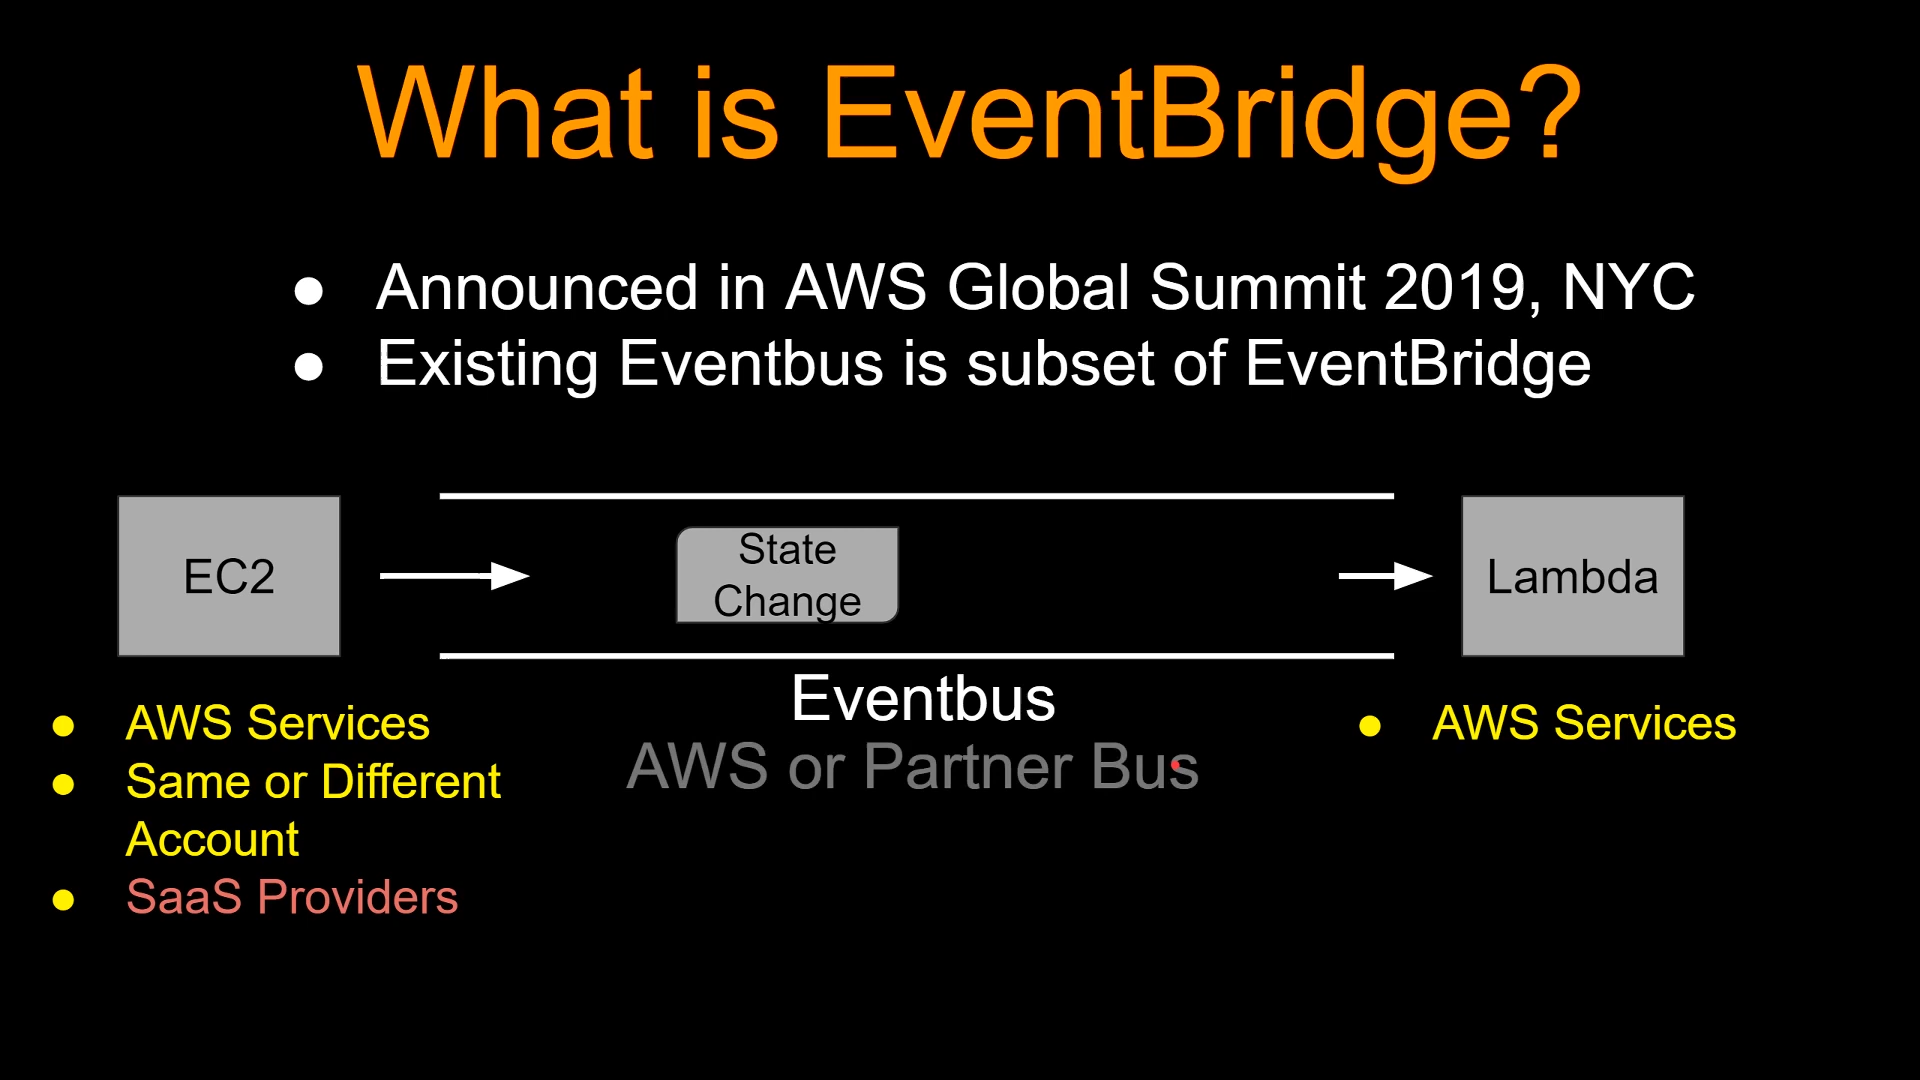 What is EventBridge?
● Announced in AWS Global Summit 2019, NYC
● Existing Eventbus is subset of EventBridge
EC2
State
Change
Lambda
Eventbus
AWS or Partner Bus
● AWS Services
● Same or Different
Account
● SaaS Providers
● AWS Services